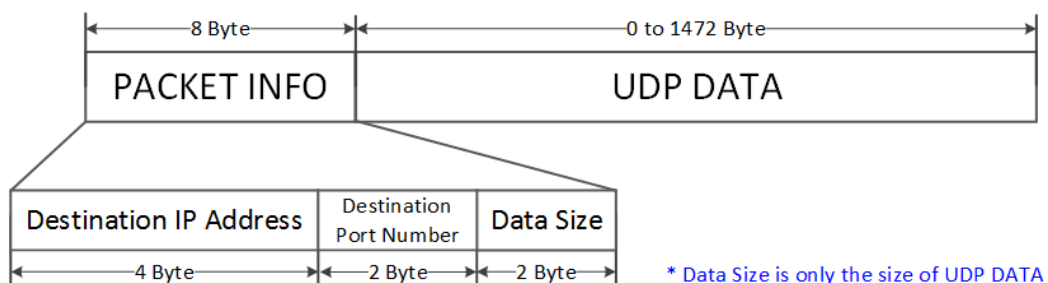 8 Byte 0 to 1472 Byte
PACKET INFO UDP DATA
Destination IP Address Destination Port Number Data Size
4 Byte 2 Byte 2 Byte
* Data Size is only the size of UDP DATA